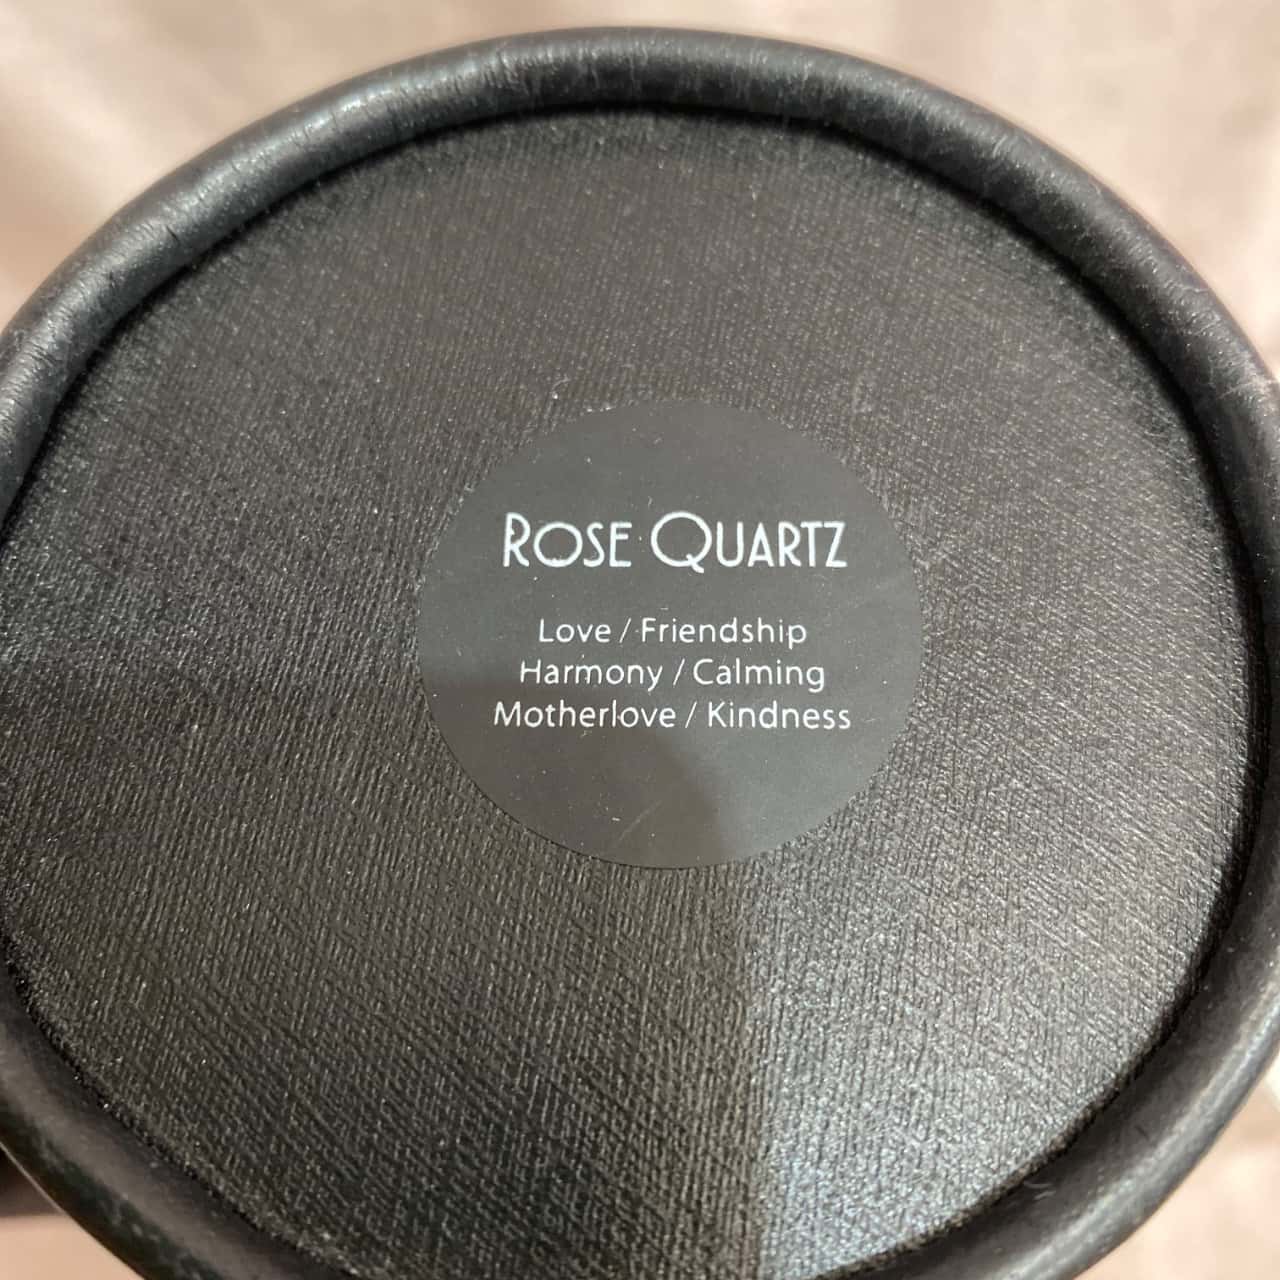 ROSE QUARTZ
Love / Friendship
Harmony / Calming
Motherlove / Kindness